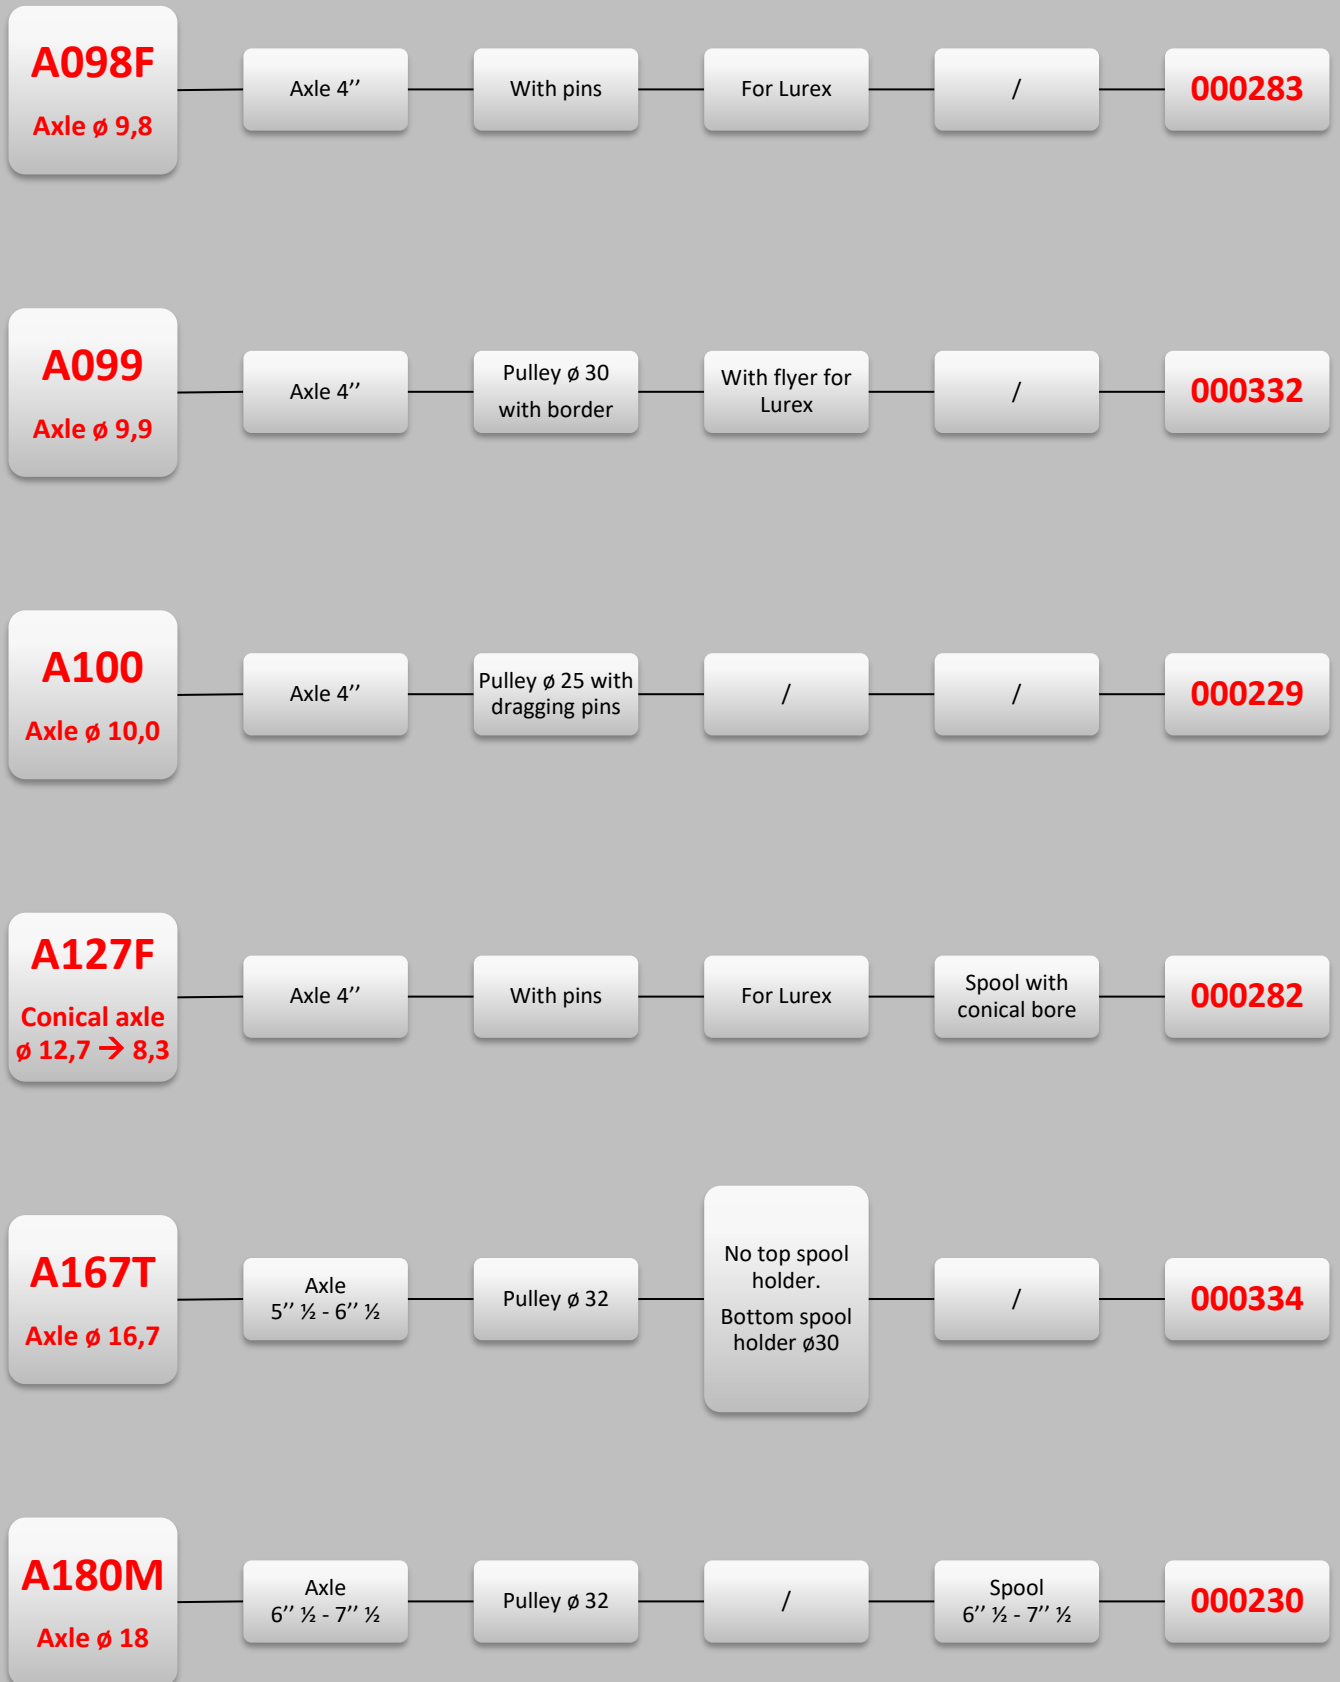 A098F
Axle ø 9,8
Axle 4’’
With pins
For Lurex
/
000283
A099
Axle ø 9,9
Axle 4’’
Pulley ø 30
with border
With flyer for
Lurex
/
000332
A100
Axle ø 10,0
Axle 4’’
Pulley ø 25 with
dragging pins
/
/
000229
A127F
Conical axle
ø 12,7 → 8,3
Axle 4’’
With pins
For Lurex
Spool with
conical bore
000282
A167T
Axle ø 16,7
Axle
5’’ ½ - 6’’ ½
Pulley ø 32
No top spool
holder.
Bottom spool
holder ø30
/
000334
A180M
Axle ø 18
Axle
6’’ ½ - 7’’ ½
Pulley ø 32
/
Spool
6’’ ½ - 7’’ ½
000230